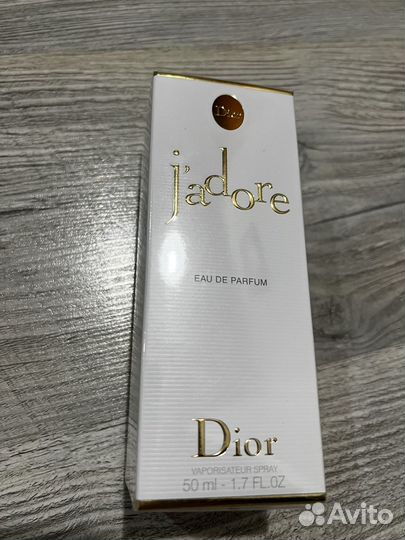 Dior
j'adore
EAU DE PARFUM
Dior
VAPORISATEUR SPRAY
50 ml - 1.7 FL.OZ
Avito